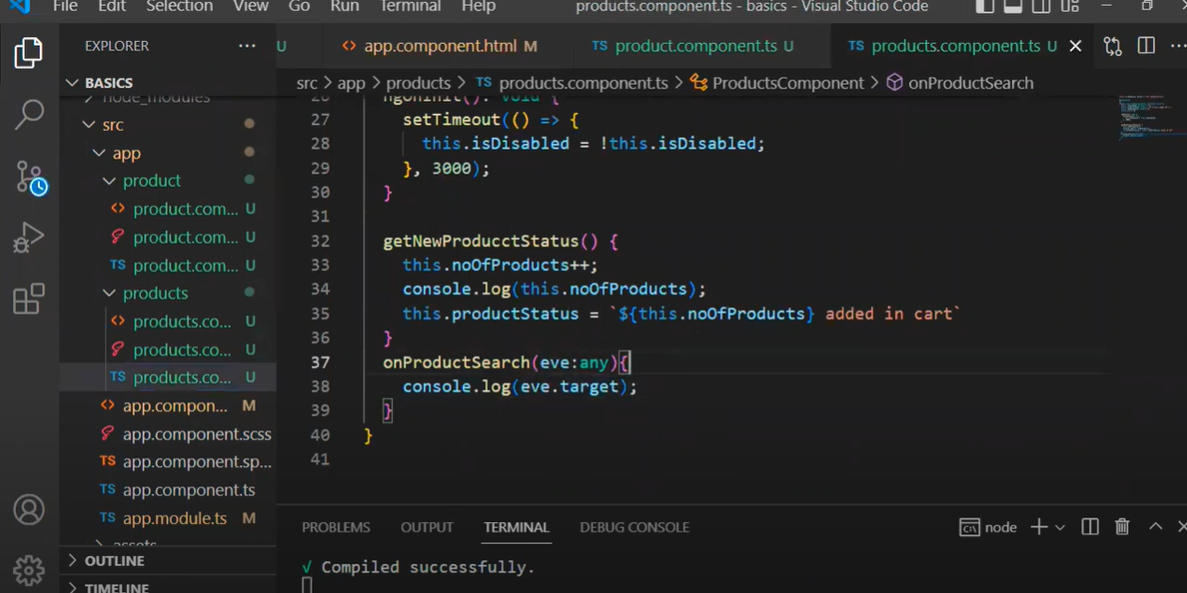 File Edit Selection View Go Run Terminal Help products.component.ts - basics - Visual Studio Code
EXPLORER ...
U <> app.component.html M TS product.component.ts U TS products.component.ts U
BASICS
src > app > products > TS products.component.ts > ProductsComponent > onProductSearch
node_modules
src
app
product
<> product.com... U
product.com... U
TS product.com... U
products
<> products.co... U
products.co... U
TS products.co... U
<> app.compon... M
app.component.scss
TS app.component.sp...
TS app.component.ts
TS app.module.ts M
assets
OUTLINE
TIMELINE
26 ngOnInit(): void {
27 setTimeout(() => {
28 this.isDisabled = !this.isDisabled;
29 }, 3000);
30 }
31
32 getNewProducctStatus() {
33 this.noOfProducts++;
34 console.log(this.noOfProducts);
35 this.productStatus = `${this.noOfProducts} added in cart`
36 }
37 onProductSearch(eve:any){
38 console.log(eve.target);
39 }
40 }
41
PROBLEMS OUTPUT TERMINAL DEBUG CONSOLE node
√ Compiled successfully.